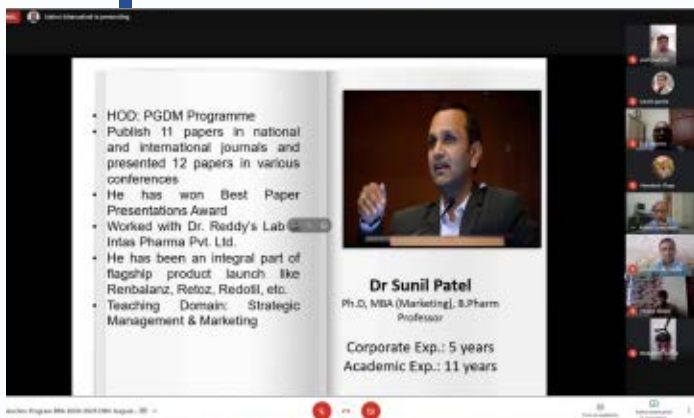 is presenting
• HOD: PGDM Programme
• Publish 11 papers in national
and international journals and
presented 12 papers in various
conferences
• He has won Best Paper
Presentations Award
• Worked with Dr. Reddy's Lab
Intas Pharma Pvt. Ltd.
• He has been an integral part of
flagship product launch like
Renbalanz, Retoz, Redotil, etc.
• Teaching Domain: Strategic
Management & Marketing
Dr Sunil Patel
Ph.D, MBA (Marketing), B.Pharm
Professor
Corporate Exp.: 5 years
Academic Exp.: 11 years